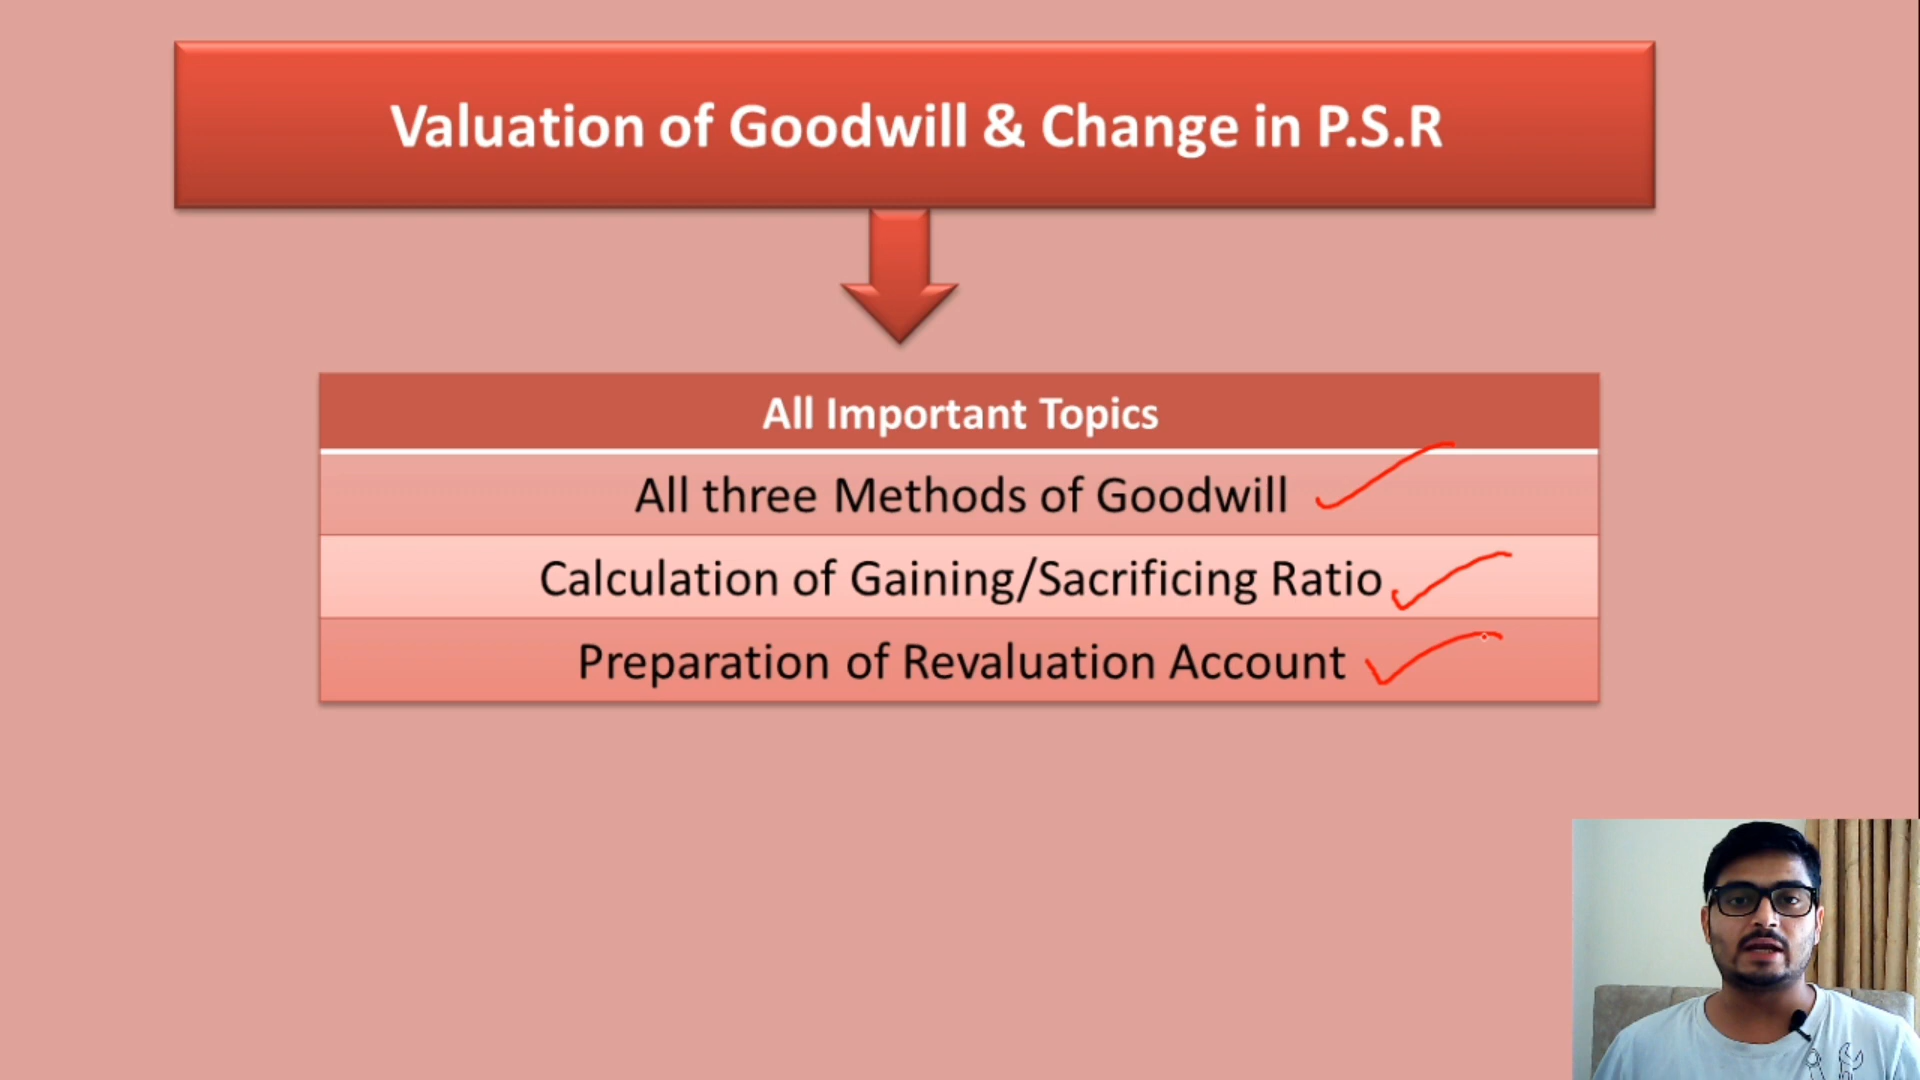 Valuation of Goodwill & Change in P.S.R
All Important Topics
All three Methods of Goodwill
Calculation of Gaining/Sacrificing Ratio
Preparation of Revaluation Account